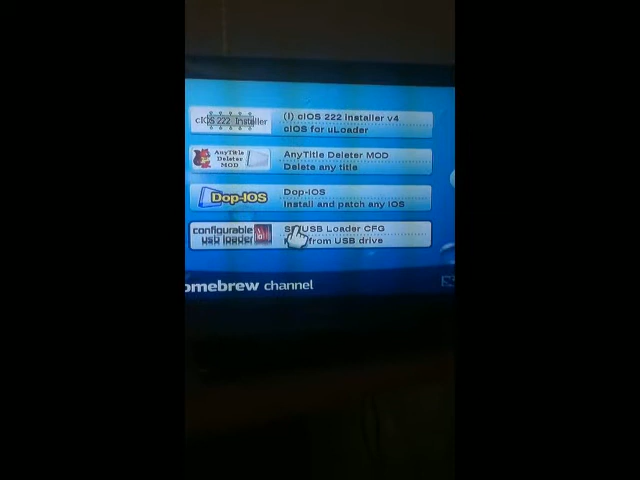 cIOS 222 Installer
(I) cIOS 222 Installer v4
cIOS for uLoader
AnyTitle
Deleter
MOD
AnyTitle Deleter MOD
Delete any title
Dop-IOS
Dop-IOS
Install and patch any IOS
configurable
usb loader
USB Loader CFG
from USB drive
omebrew channel